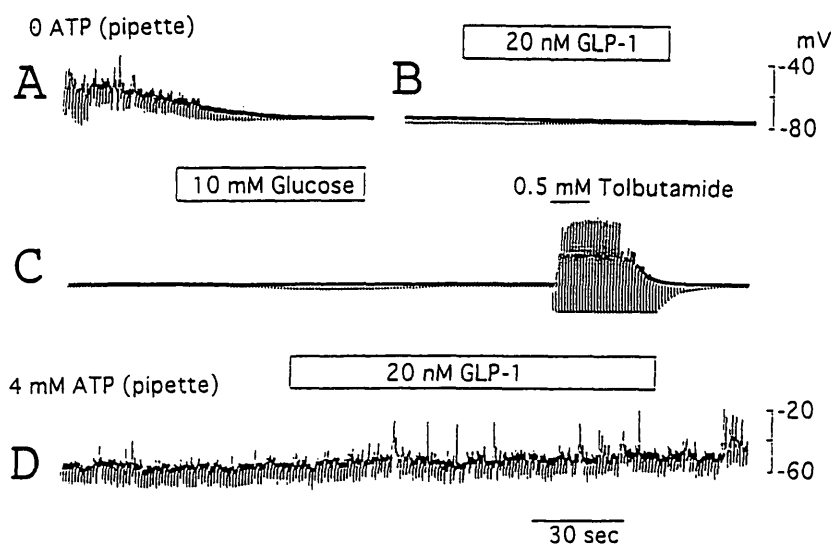 0 ATP (pipette)
20 nM GLP-1
mV
A
B
-40
-80
10 mM Glucose
0.5 mM Tolbutamide
C
4 mM ATP (pipette)
20 nM GLP-1
-20
D
-60
30 sec